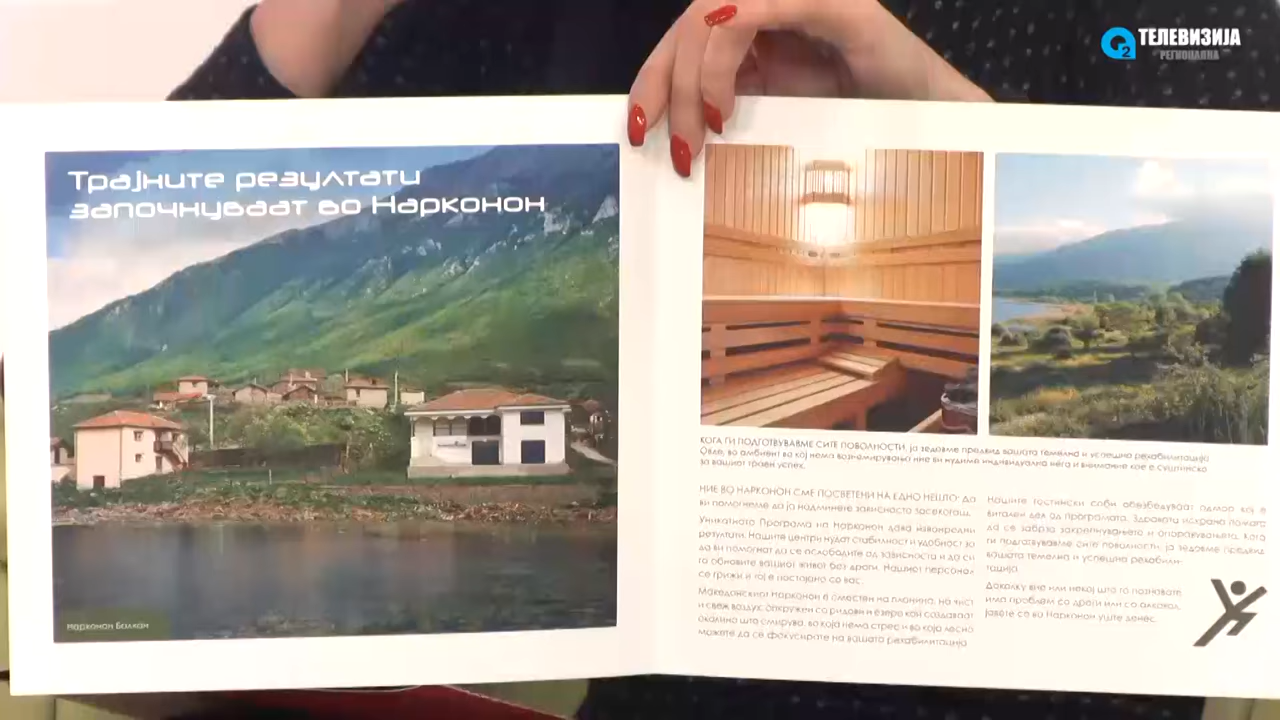 ТЕЛЕВИЗИЈА
РЕГИОНАЛНА
Трајните резултати
започнуваат во Нарконон
Нарконон Балкан
КОГА ГИ ПОДГОТВУВАВМЕ СИТЕ ПОВОЛНОСТИ, ја зедовме предвид вашата темелна и успешна рехабилитација.
Овде, во амбиент во кој нема вознемирувања ние ви нудиме индивидуална нега и внимание кое е суштинско
за вашиот траен успех.
НИЕ ВО НАРКОНОН СМЕ ПОСВЕТЕНИ НА ЕДНО НЕШТО: да
ви помогнеме да ја надминете зависноста засекогаш.
Уникатната Програма на Нарконон дава извонредни
резултати. Нашите центри нудат стабилност и удобност за
да ви помогнат да се ослободите од зависноста и да си
го обновите вашиот живот без дроги. Нашиот персонал
се грижи и тој е постојано со вас.
Македонскиот Нарконон е сместен на планина, на чист
и свеж воздух, опкружен со ридови и езеро кои создаваат
околина што смирува, во која нема стрес и во која лесно
можете да се фокусирате на вашата рехабилитација.
Нашите гостински соби обезбедуваат одмор кој е
витален дел од програмата. Здравата исхрана помага
да се забрза закрепнувањето и опоравувањето. Кога
ги подготвувавме сите поволности, ја зедовме предвид
вашата темелна и успешна рехабили-
тација.
Доколку вие или некој што го познавате
има проблем со дроги или со алкохол,
јавете се во Нарконон уште денес.